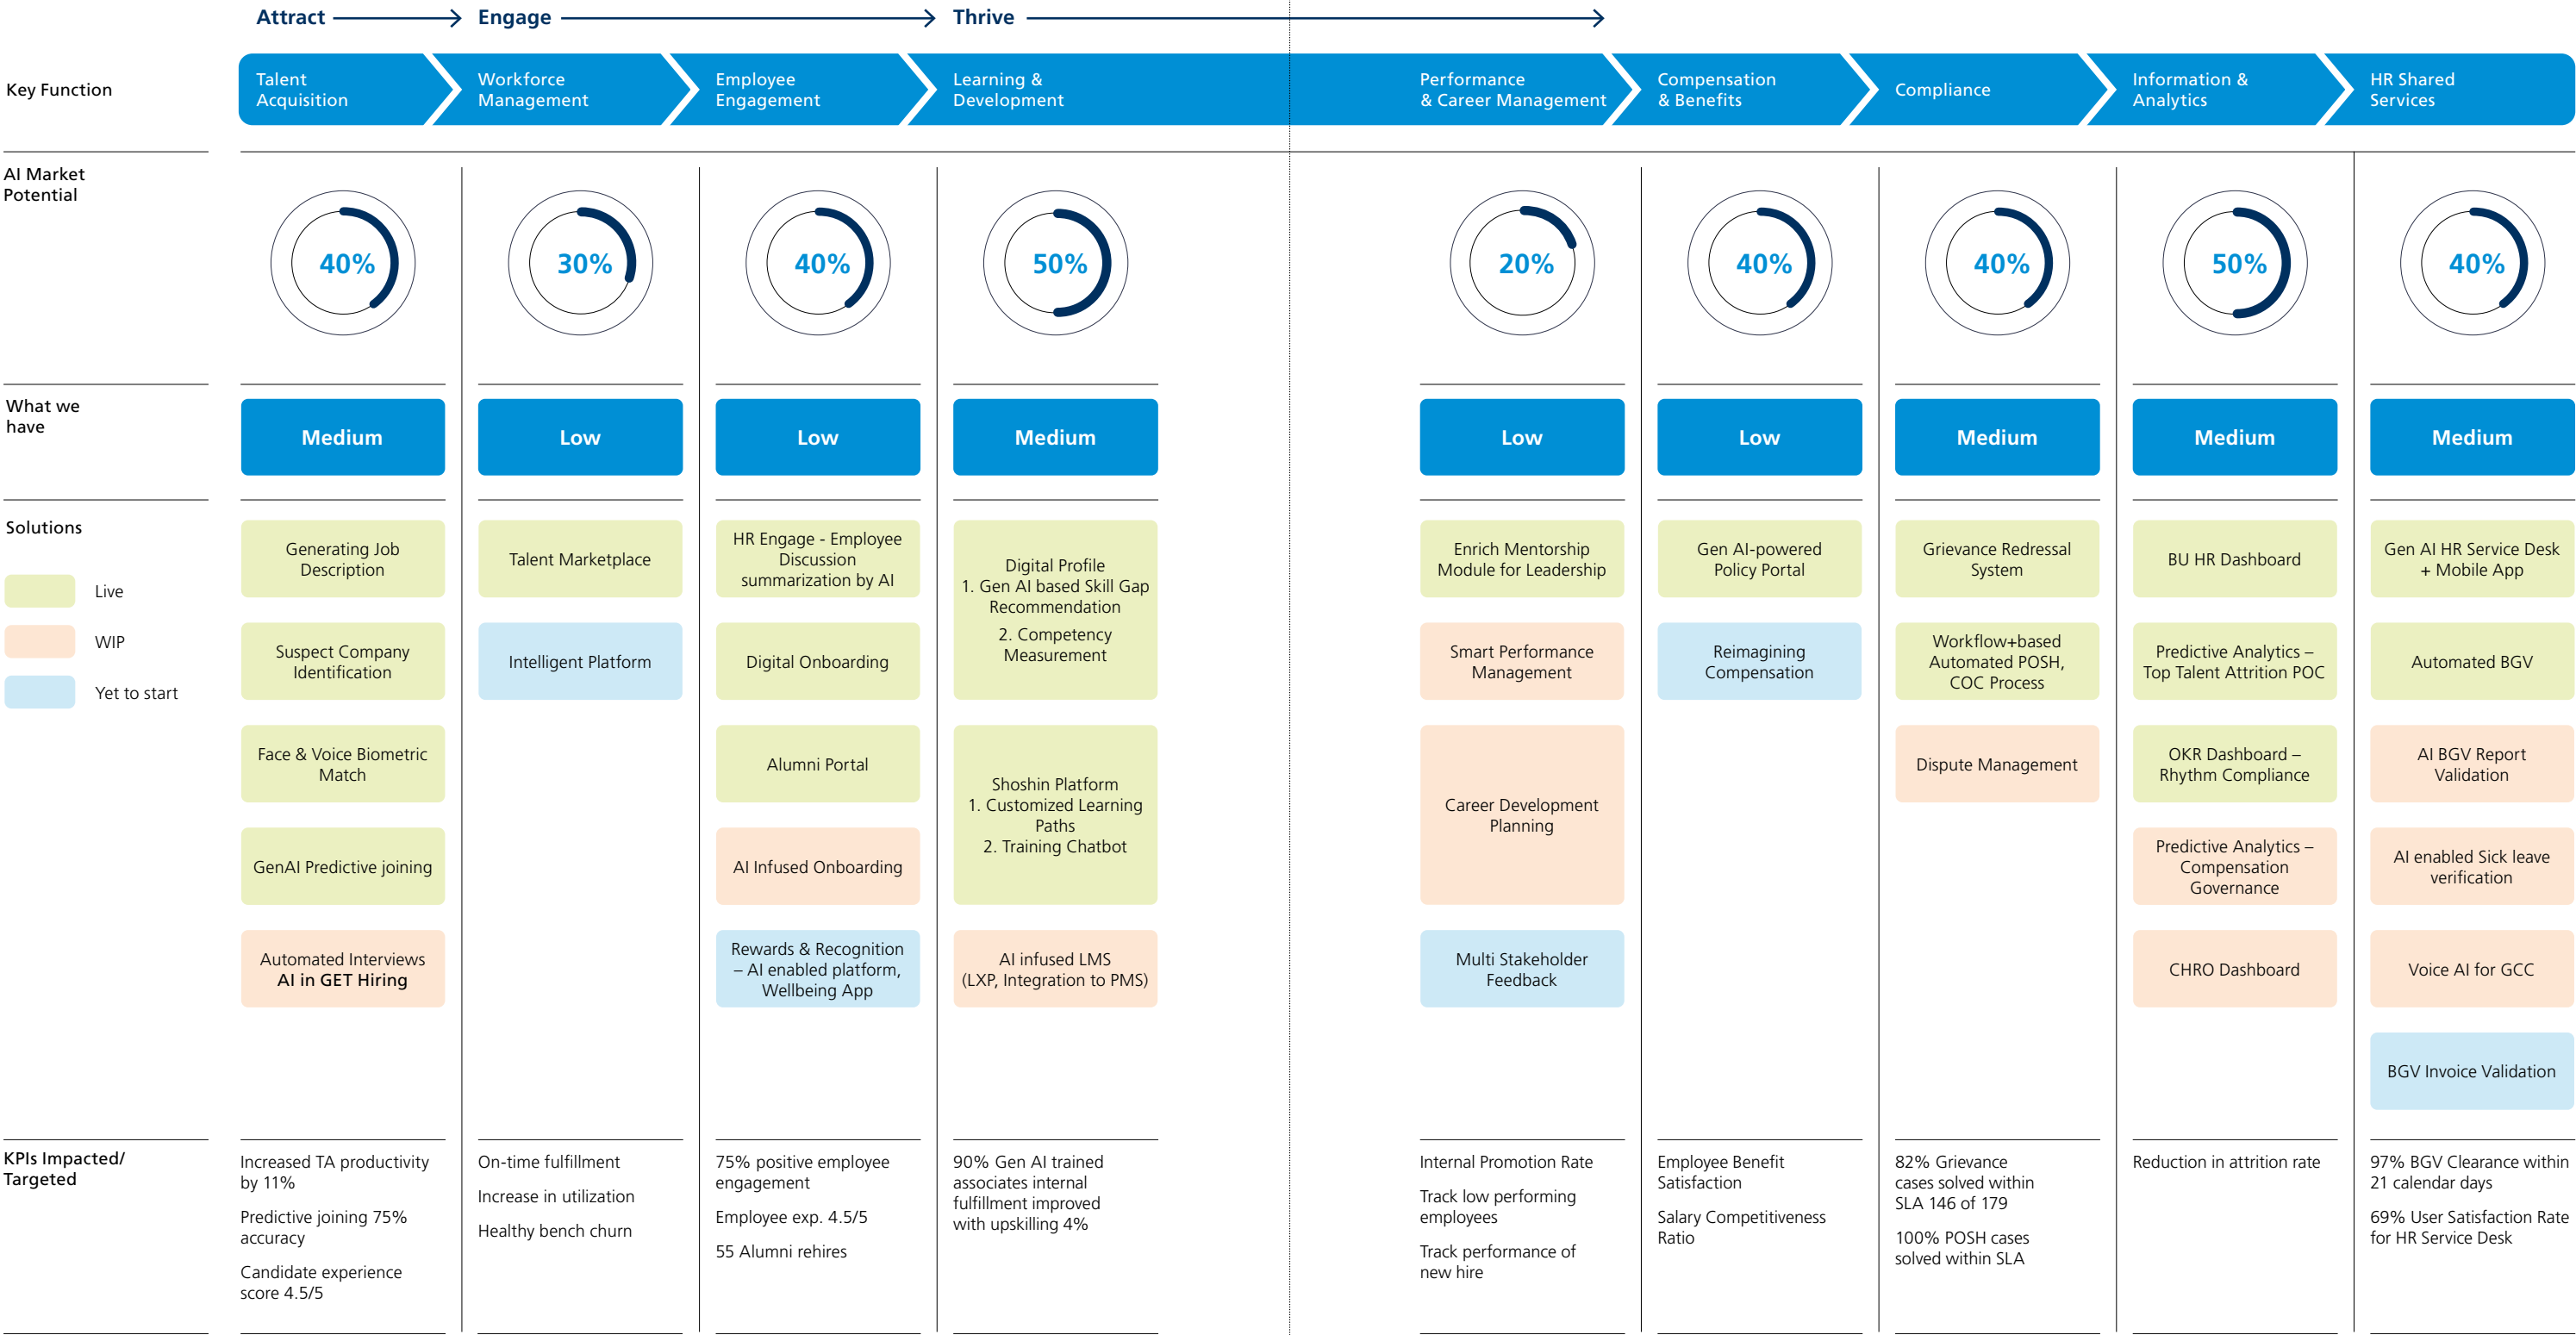 Attract
Engage
Thrive
Key Function
Talent
Acquisition
Workforce
Management
Employee
Engagement
Learning &
Development
Performance
& Career Management
Compensation
& Benefits
Compliance
Information &
Analytics
HR Shared
Services
AI Market
Potential
40%
30%
40%
50%
20%
40%
40%
50%
40%
What we
have
Medium
Low
Low
Medium
Low
Low
Medium
Medium
Medium
Solutions
Live
WIP
Yet to start
Generating Job
Description
Suspect Company
Identification
Face & Voice Biometric
Match
GenAI Predictive joining
Automated Interviews
AI in GET Hiring
Talent Marketplace
Intelligent Platform
HR Engage - Employee
Discussion
summarization by AI
Digital Onboarding
Alumni Portal
AI Infused Onboarding
Rewards & Recognition
– AI enabled platform,
Wellbeing App
Digital Profile
1. Gen AI based Skill Gap
Recommendation
2. Competency
Measurement
Shoshin Platform
1. Customized Learning
Paths
2. Training Chatbot
AI infused LMS
(LXP, Integration to PMS)
Enrich Mentorship
Module for Leadership
Smart Performance
Management
Career Development
Planning
Multi Stakeholder
Feedback
Gen AI-powered
Policy Portal
Reimagining
Compensation
Grievance Redressal
System
Workflow+based
Automated POSH,
COC Process
Dispute Management
BU HR Dashboard
Predictive Analytics –
Top Talent Attrition POC
OKR Dashboard –
Rhythm Compliance
Predictive Analytics –
Compensation
Governance
CHRO Dashboard
Gen AI HR Service Desk
+ Mobile App
Automated BGV
AI BGV Report
Validation
AI enabled Sick leave
verification
Voice AI for GCC
BGV Invoice Validation
KPIs Impacted/
Targeted
Increased TA productivity
by 11%
Predictive joining 75%
accuracy
Candidate experience
score 4.5/5
On-time fulfillment
Increase in utilization
Healthy bench churn
75% positive employee
engagement
Employee exp. 4.5/5
55 Alumni rehires
90% Gen AI trained
associates internal
fulfillment improved
with upskilling 4%
Internal Promotion Rate
Track low performing
employees
Track performance of
new hire
Employee Benefit
Satisfaction
Salary Competitiveness
Ratio
82% Grievance
cases solved within
SLA 146 of 179
100% POSH cases
solved within SLA
Reduction in attrition rate
97% BGV Clearance within
21 calendar days
69% User Satisfaction Rate
for HR Service Desk